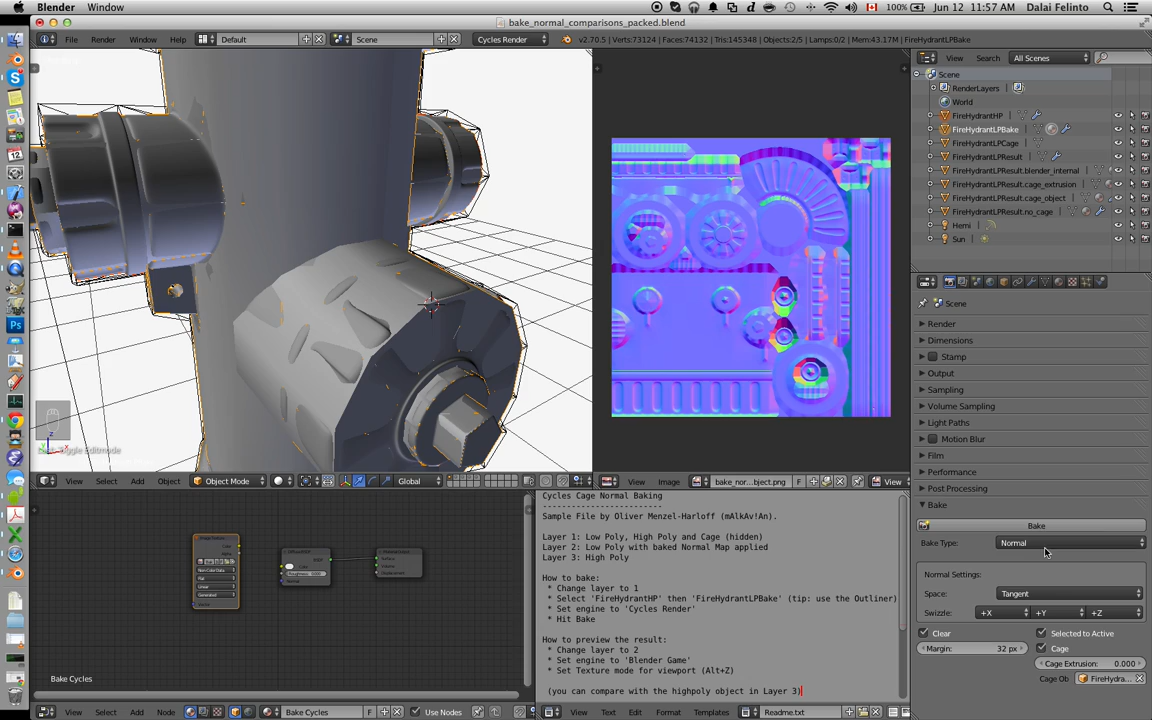 Blender Window 100% Jun 12 11:57 AM Dalai Felinto
bake_normal_comparisons_packed.blend
File Render Window Help Default Scene Cycles Render v2.70.5 | Verts:73124 | Faces:74132 | Tris:145348 | Objects:2/5 | Lamps:0/2 | Mem:43.17M | FireHydrantLPBake
View Search All Scenes
Scene
RenderLayers
World
FireHydrantHP
FireHydrantLPBake
FireHydrantLPCage
FireHydrantLPResult
FireHydrantLPResult.blender_internal
FireHydrantLPResult.cage_extrusion
FireHydrantLPResult.cage_object
FireHydrantLPResult.no_cage
Hemi
Sun
Scene
Render
Dimensions
Stamp
Output
Sampling
Volume Sampling
Light Paths
Motion Blur
Film
Performance
Post Processing
Bake
Bake
Bake Type: Normal
Normal Settings:
Space: Tangent
Swizzle: +X +Y +Z
Clear Selected to Active
Margin: 32 px Cage
Cage Extrusion: 0.000
Cage Ob FireHydra...
Toggle Editmode
View Select Add Object Object Mode Global
View Image bake_nor...bject.png F View
Bake Cycles
View Select Add Node Bake Cycles F Use Nodes
Cycles Cage Normal Baking
-------------------------
Sample File by Oliver Menzel-Harloff (mAlkAv!An).
Layer 1: Low Poly, High Poly and Cage (hidden)
Layer 2: Low Poly with baked Normal Map applied
Layer 3: High Poly
How to bake:
* Change layer to 1
* Select 'FireHydrantHP' then 'FireHydrantLPBake' (tip: use the Outliner)
* Set engine to 'Cycles Render'
* Hit Bake
How to preview the result:
* Change layer to 2
* Set engine to 'Blender Game'
* Set Texture mode for viewport (Alt+Z)
(you can compare with the highpoly object in Layer 3)
View Text Edit Format Templates Readme.txt